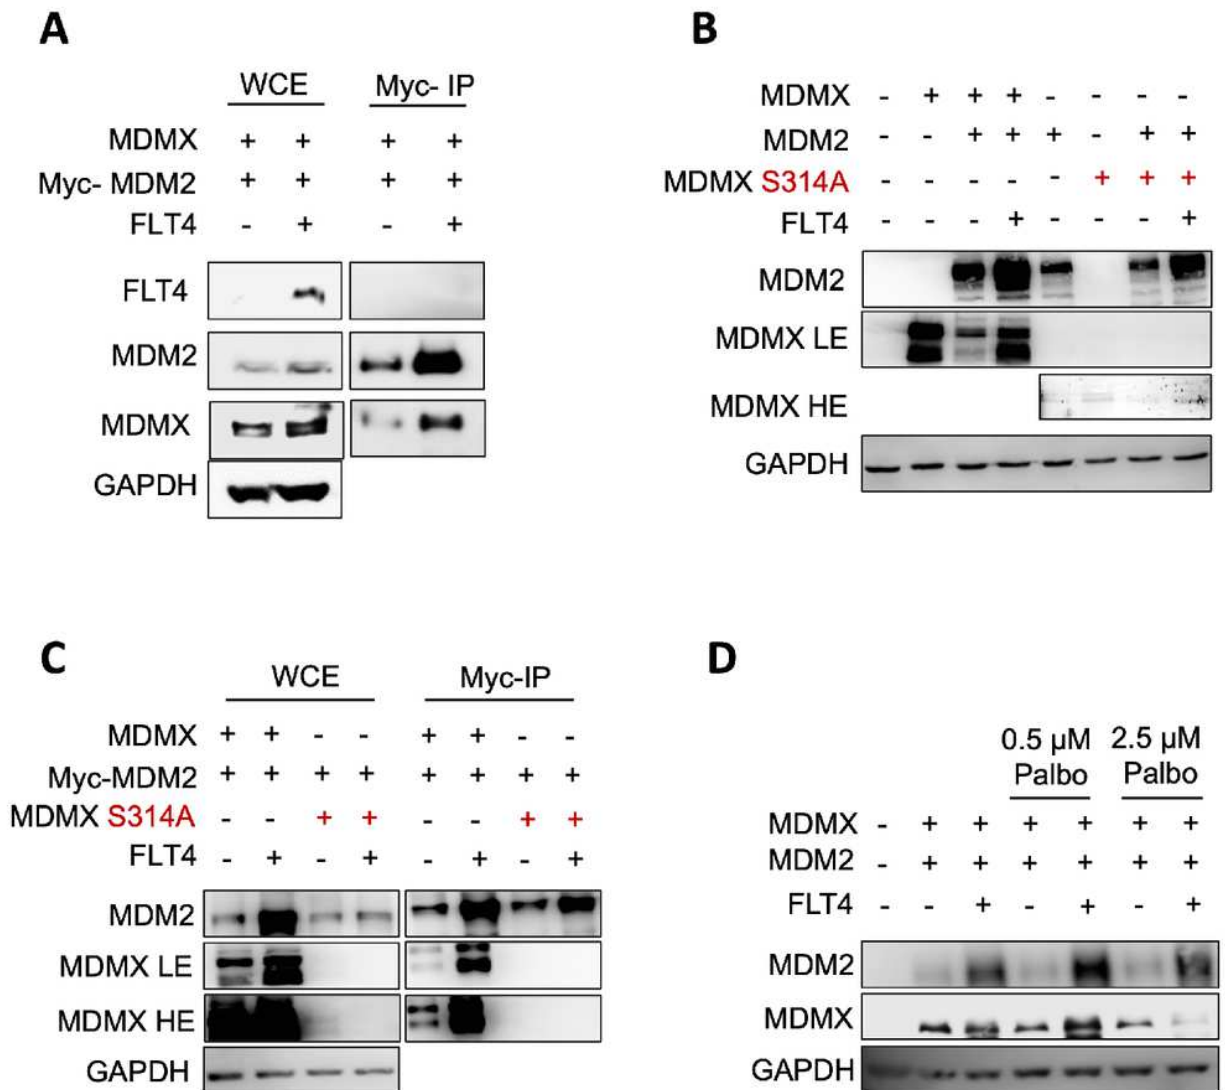 A
WCE Myc- IP
MDMX + + + +
Myc- MDM2 + + + +
FLT4 - + - +
FLT4
MDM2
MDMX
GAPDH
B
MDMX - + + + - - - -
MDM2 - - + + + - + +
MDMX S314A - - - - - + + +
FLT4 - - - + - - - +
MDM2
MDMX LE
MDMX HE
GAPDH
C
WCE Myc-IP
MDMX + + - - + + - -
Myc-MDM2 + + + + + + + +
MDMX S314A - - + + - - + +
FLT4 - + - + - + - +
MDM2
MDMX LE
MDMX HE
GAPDH
D
0.5 µM 2.5 µM
Palbo Palbo
MDMX - + + + + + +
MDM2 - + + + + + +
FLT4 - - + - + - +
MDM2
MDMX
GAPDH